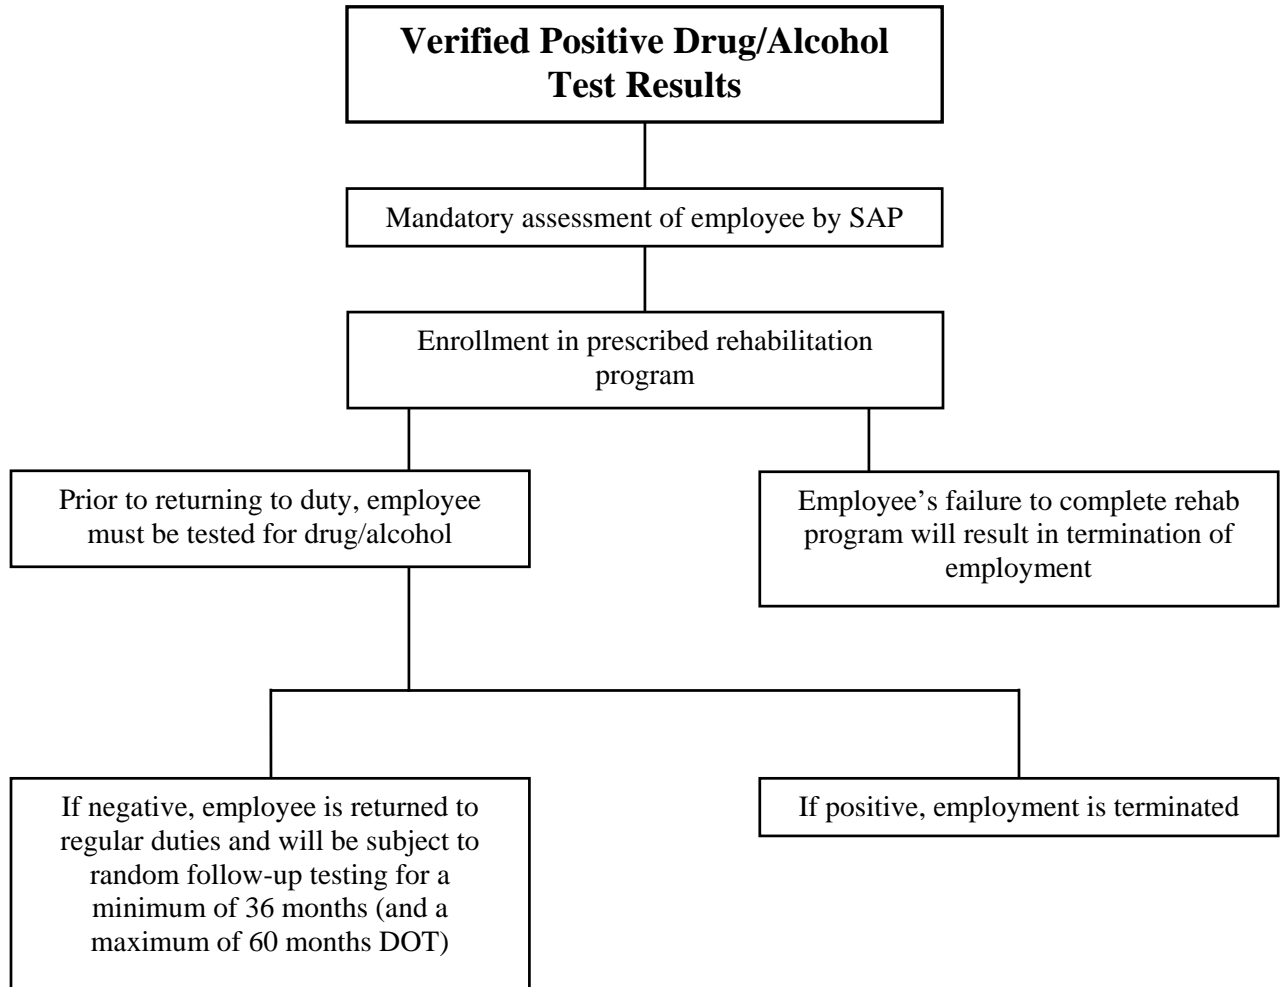 Verified Positive Drug/Alcohol
Test Results
Mandatory assessment of employee by SAP
Enrollment in prescribed rehabilitation
program
Prior to returning to duty, employee
must be tested for drug/alcohol
Employee’s failure to complete rehab
program will result in termination of
employment
If negative, employee is returned to
regular duties and will be subject to
random follow-up testing for a
minimum of 36 months (and a
maximum of 60 months DOT)
If positive, employment is terminated